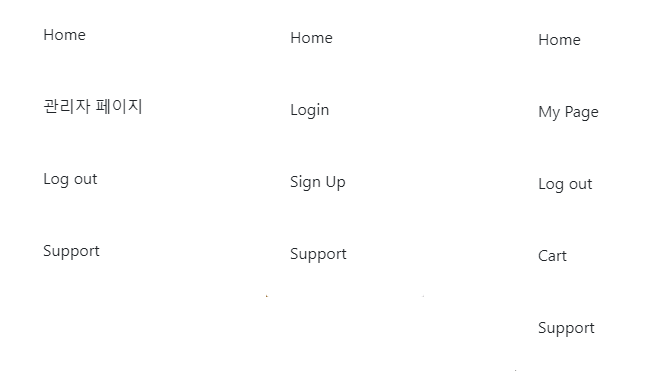 Home
관리자 페이지
Log out
Support
Home
Login
Sign Up
Support
Home
My Page
Log out
Cart
Support